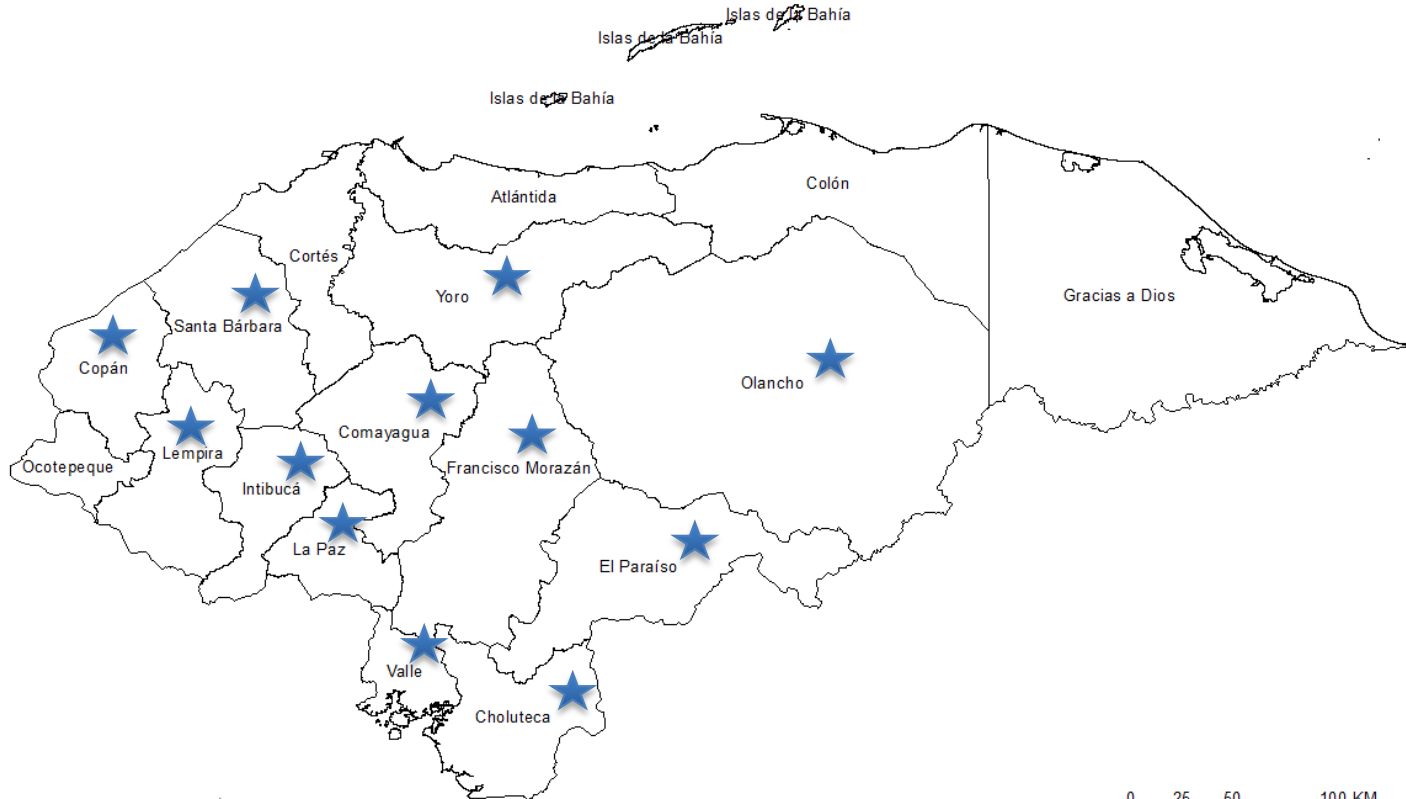 Islas de la Bahía
Islas de la Bahía
Islas de la Bahía
Colón
Atlántida
Cortés
Yoro
Gracias a Dios
Santa Bárbara
Copán
Olancho
Comayagua
Lempira
Ocotepeque
Francisco Morazán
Intibucá
La Paz
El Paraíso
Valle
Choluteca
0 25 50 100 KM